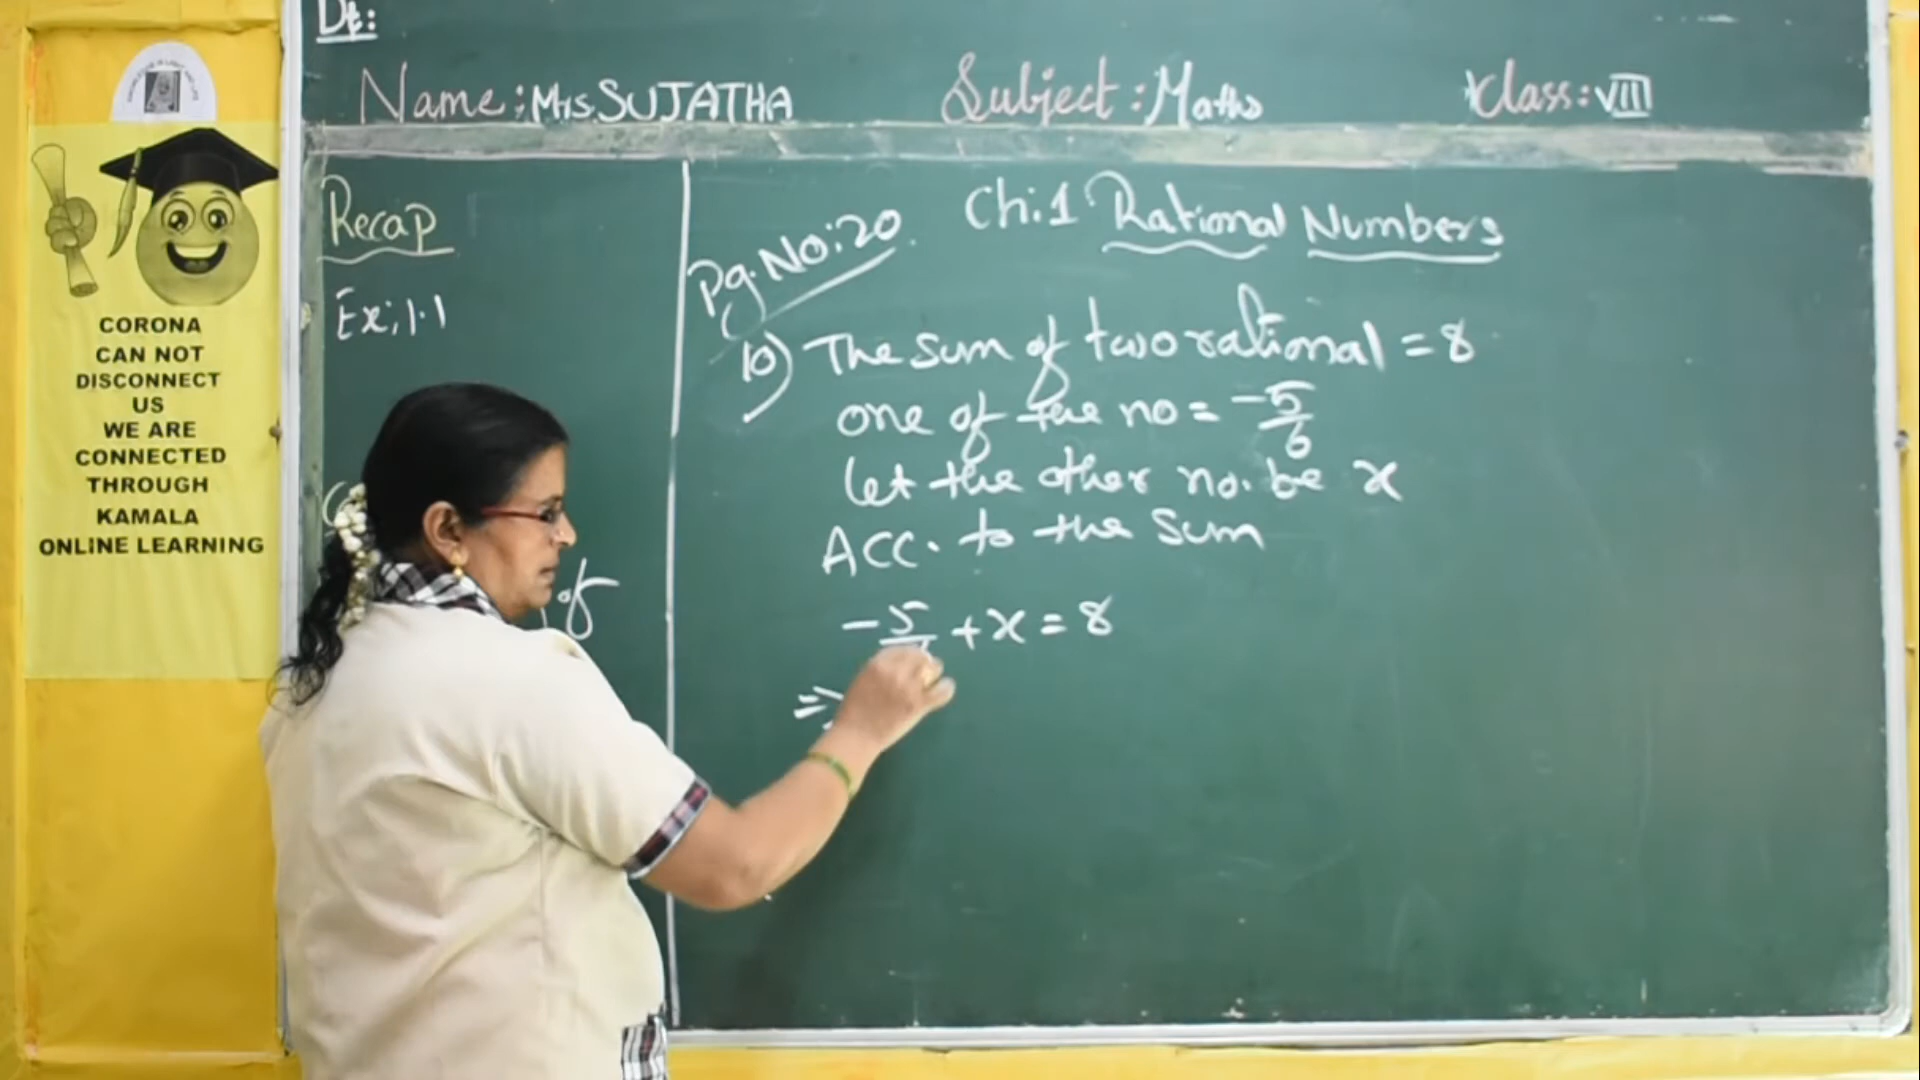 Dt:
Name: Mrs. SUJATHA Subject: Maths Class: VIII
CORONA
CAN NOT
DISCONNECT
US
WE ARE
CONNECTED
THROUGH
KAMALA
ONLINE LEARNING
Recap
Ex: 1.1
of
Ch:1 Rational Numbers
Pg.No:20
10) The sum of two rational = 8
one of the no = -5/6
let the other no. be x
ACC. to the Sum
-5/ + x = 8
⇒